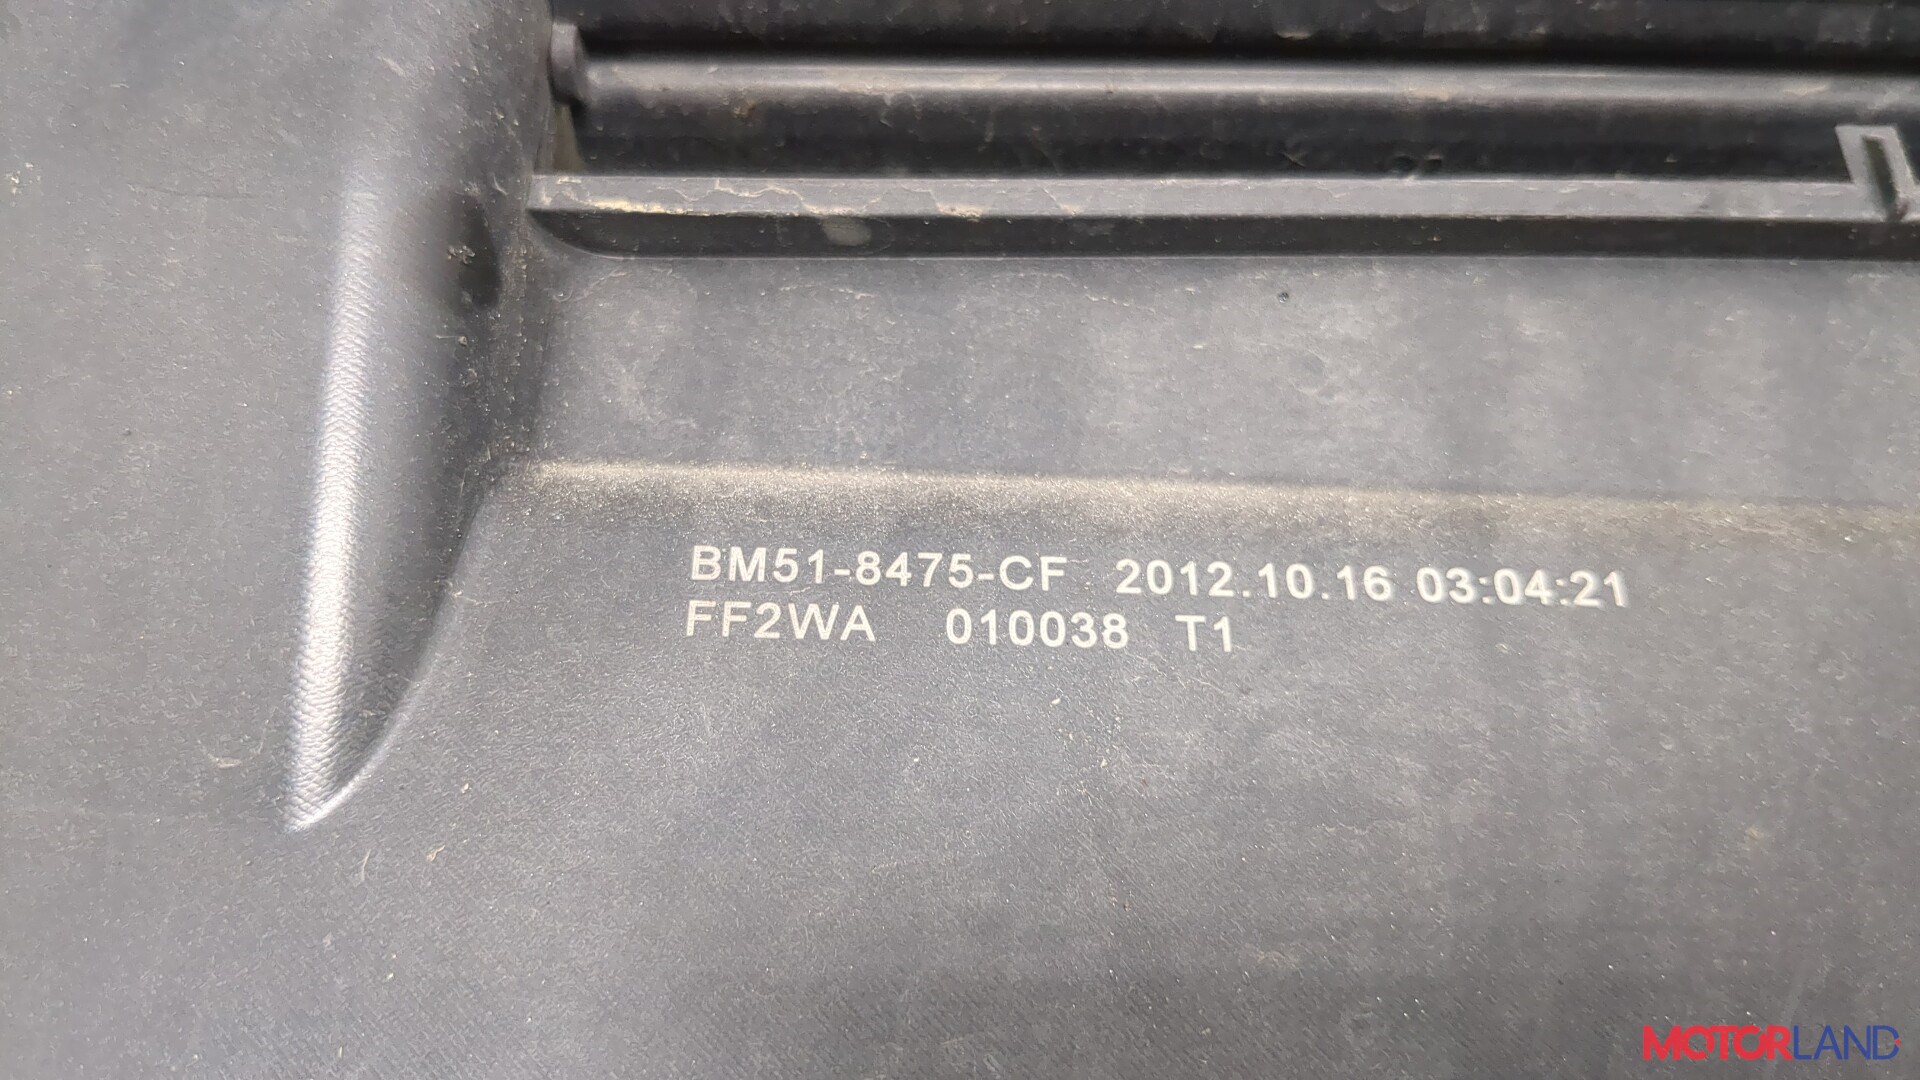 BM51-8475-CF 2012.10.16 03:04:21
FF2WA 010038 T1
MOTORLAND